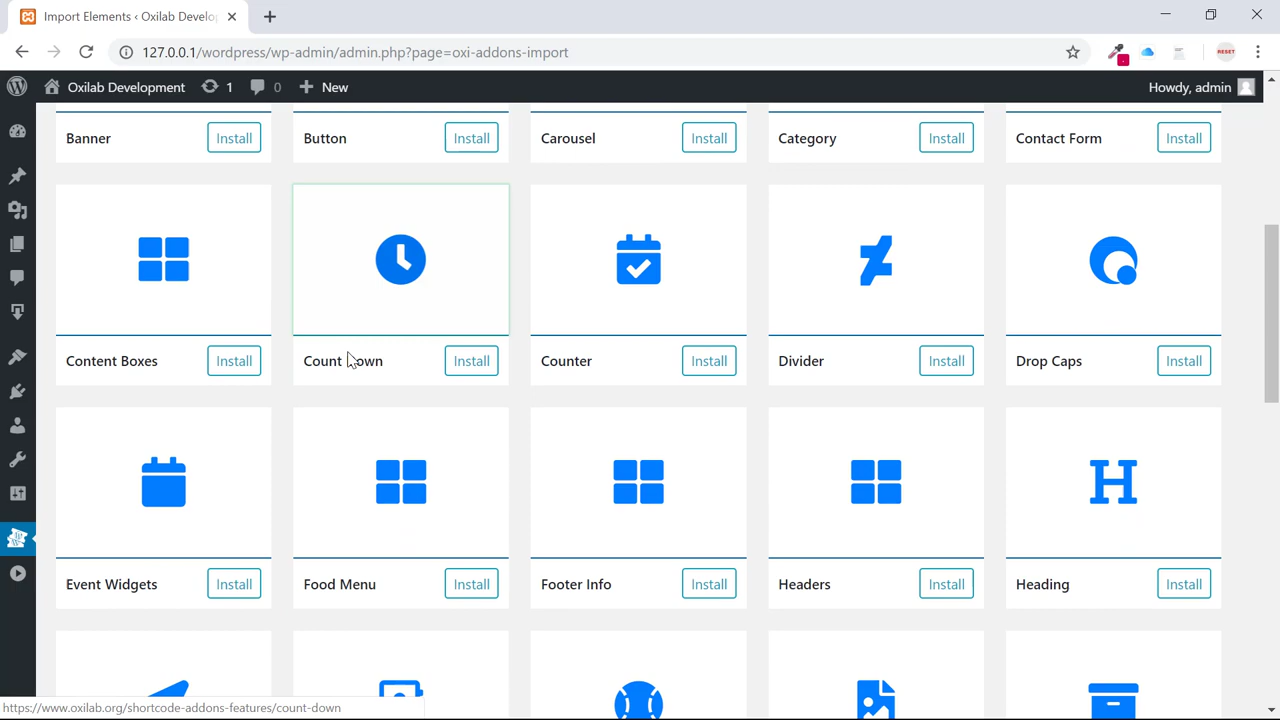 Import Elements ‹ Oxilab Develo
127.0.0.1/wordpress/wp-admin/admin.php?page=oxi-addons-import
RESET
Oxilab Development 1 0 New Howdy, admin
Banner Install Button Install Carousel Install Category Install Contact Form Install
Content Boxes Install Count Down Install Counter Install Divider Install Drop Caps Install
Event Widgets Install Food Menu Install Footer Info Install Headers Install Heading Install
https://www.oxilab.org/shortcode-addons-features/count-down